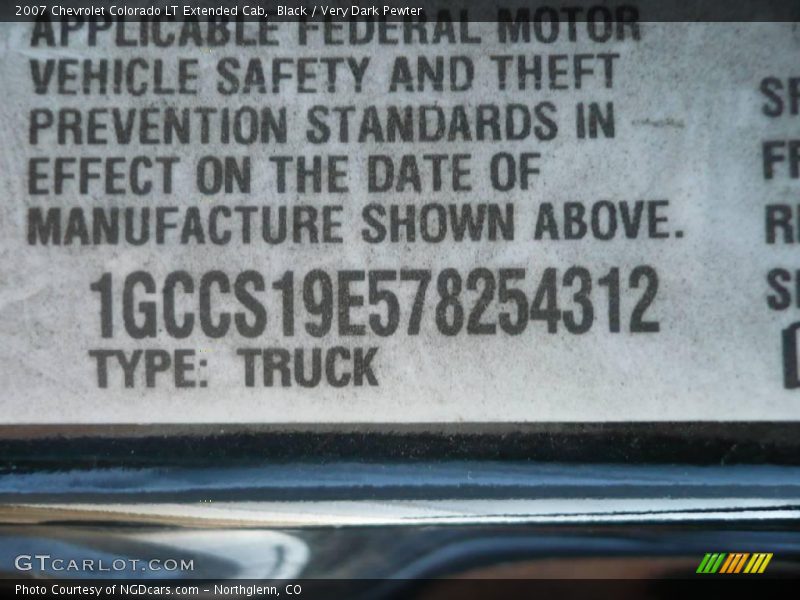 2007 Chevrolet Colorado LT Extended Cab, Black / Very Dark Pewter
APPLICABLE FEDERAL MOTOR
VEHICLE SAFETY AND THEFT
PREVENTION STANDARDS IN
EFFECT ON THE DATE OF
MANUFACTURE SHOWN ABOVE.
1GCCS19E578254312
TYPE: TRUCK
GTCARLOT.COM
Photo Courtesy of NGDcars.com - Northglenn, CO